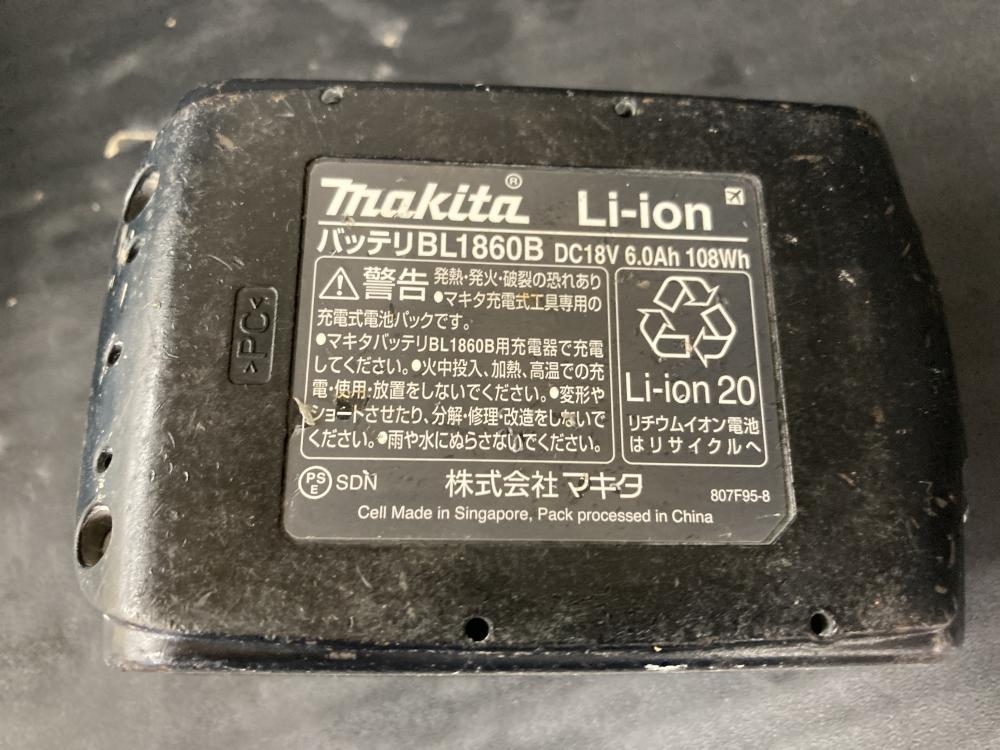 makita® Li-ion
バッテリBL1860B DC18V 6.0Ah 108Wh
警告 発熱・発火・破裂の恐れあり
●マキタ充電式工具専用の
充電式電池パックです。
●マキタバッテリBL1860B用充電器で充電
してください。●火中投入、加熱、高温での充
電・使用・放置をしないでください。●変形や
ショートさせたり、分解・修理・改造をしないで
ください。●雨や水にぬらさないでください。
Li-ion 20
リチウムイオン電池
はリサイクルへ
PSE SDN 株式会社マキタ 807F95-8
Cell Made in Singapore, Pack processed in China
>PC<